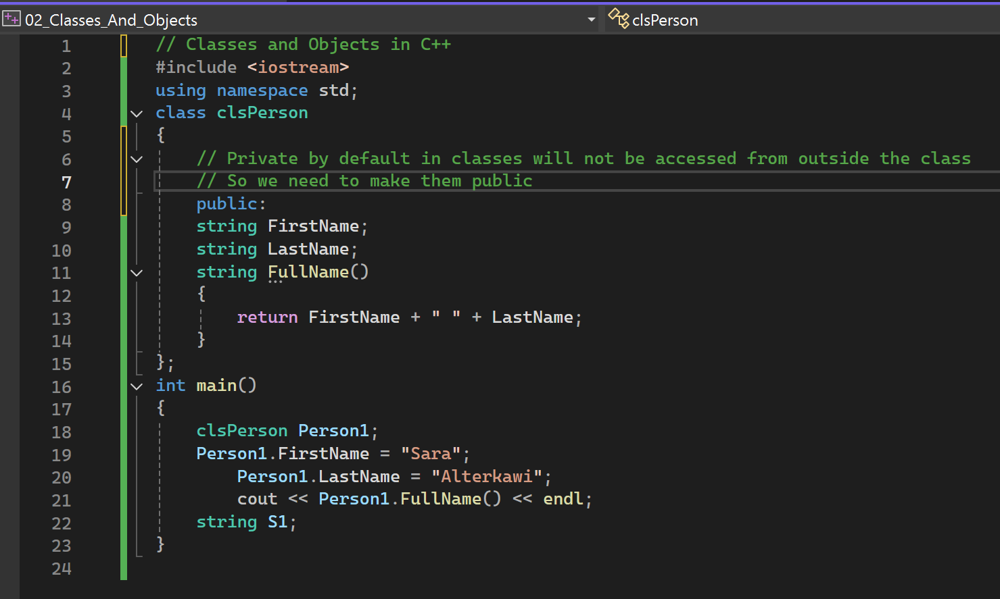 02_Classes_And_Objects clsPerson
1 // Classes and Objects in C++
2 #include <iostream>
3 using namespace std;
4 class clsPerson
5 {
6     // Private by default in classes will not be accessed from outside the class
7     // So we need to make them public
8     public:
9     string FirstName;
10     string LastName;
11     string FullName()
12     {
13         return FirstName + " " + LastName;
14     }
15 };
16 int main()
17 {
18     clsPerson Person1;
19     Person1.FirstName = "Sara";
20         Person1.LastName = "Alterkawi";
21         cout << Person1.FullName() << endl;
22     string S1;
23 }
24